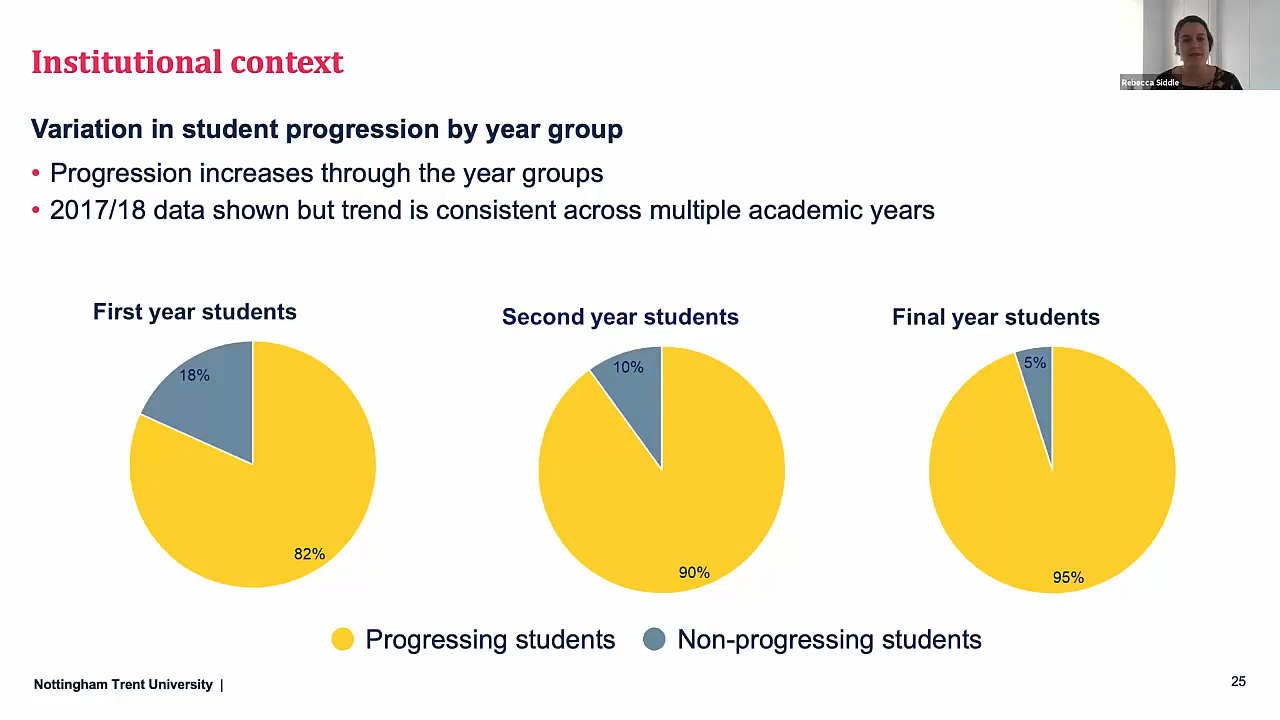 Institutional context
Rebecca Siddle
Variation in student progression by year group
• Progression increases through the year groups
• 2017/18 data shown but trend is consistent across multiple academic years
First year students
Second year students
Final year students
18%
82%
10%
90%
5%
95%
Progressing students
Non-progressing students
Nottingham Trent University |
25